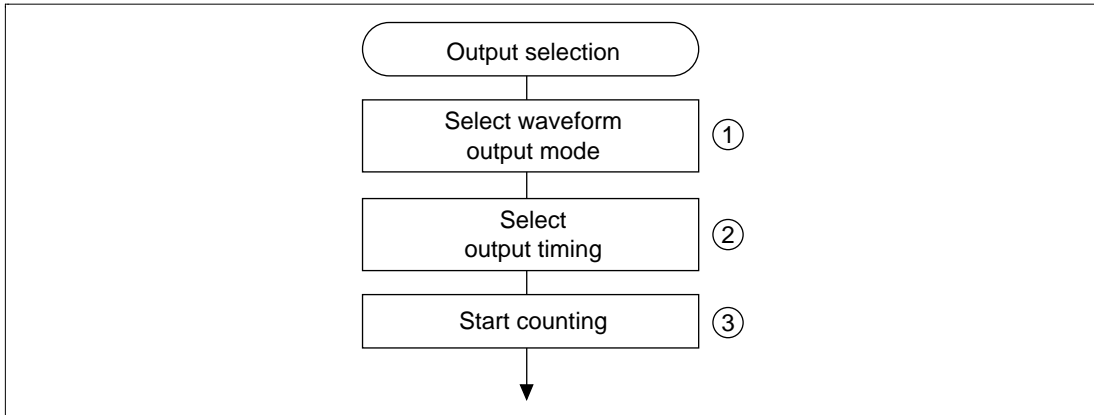 Output selection
Select waveform
output mode
①
Select
output timing
②
Start counting
③